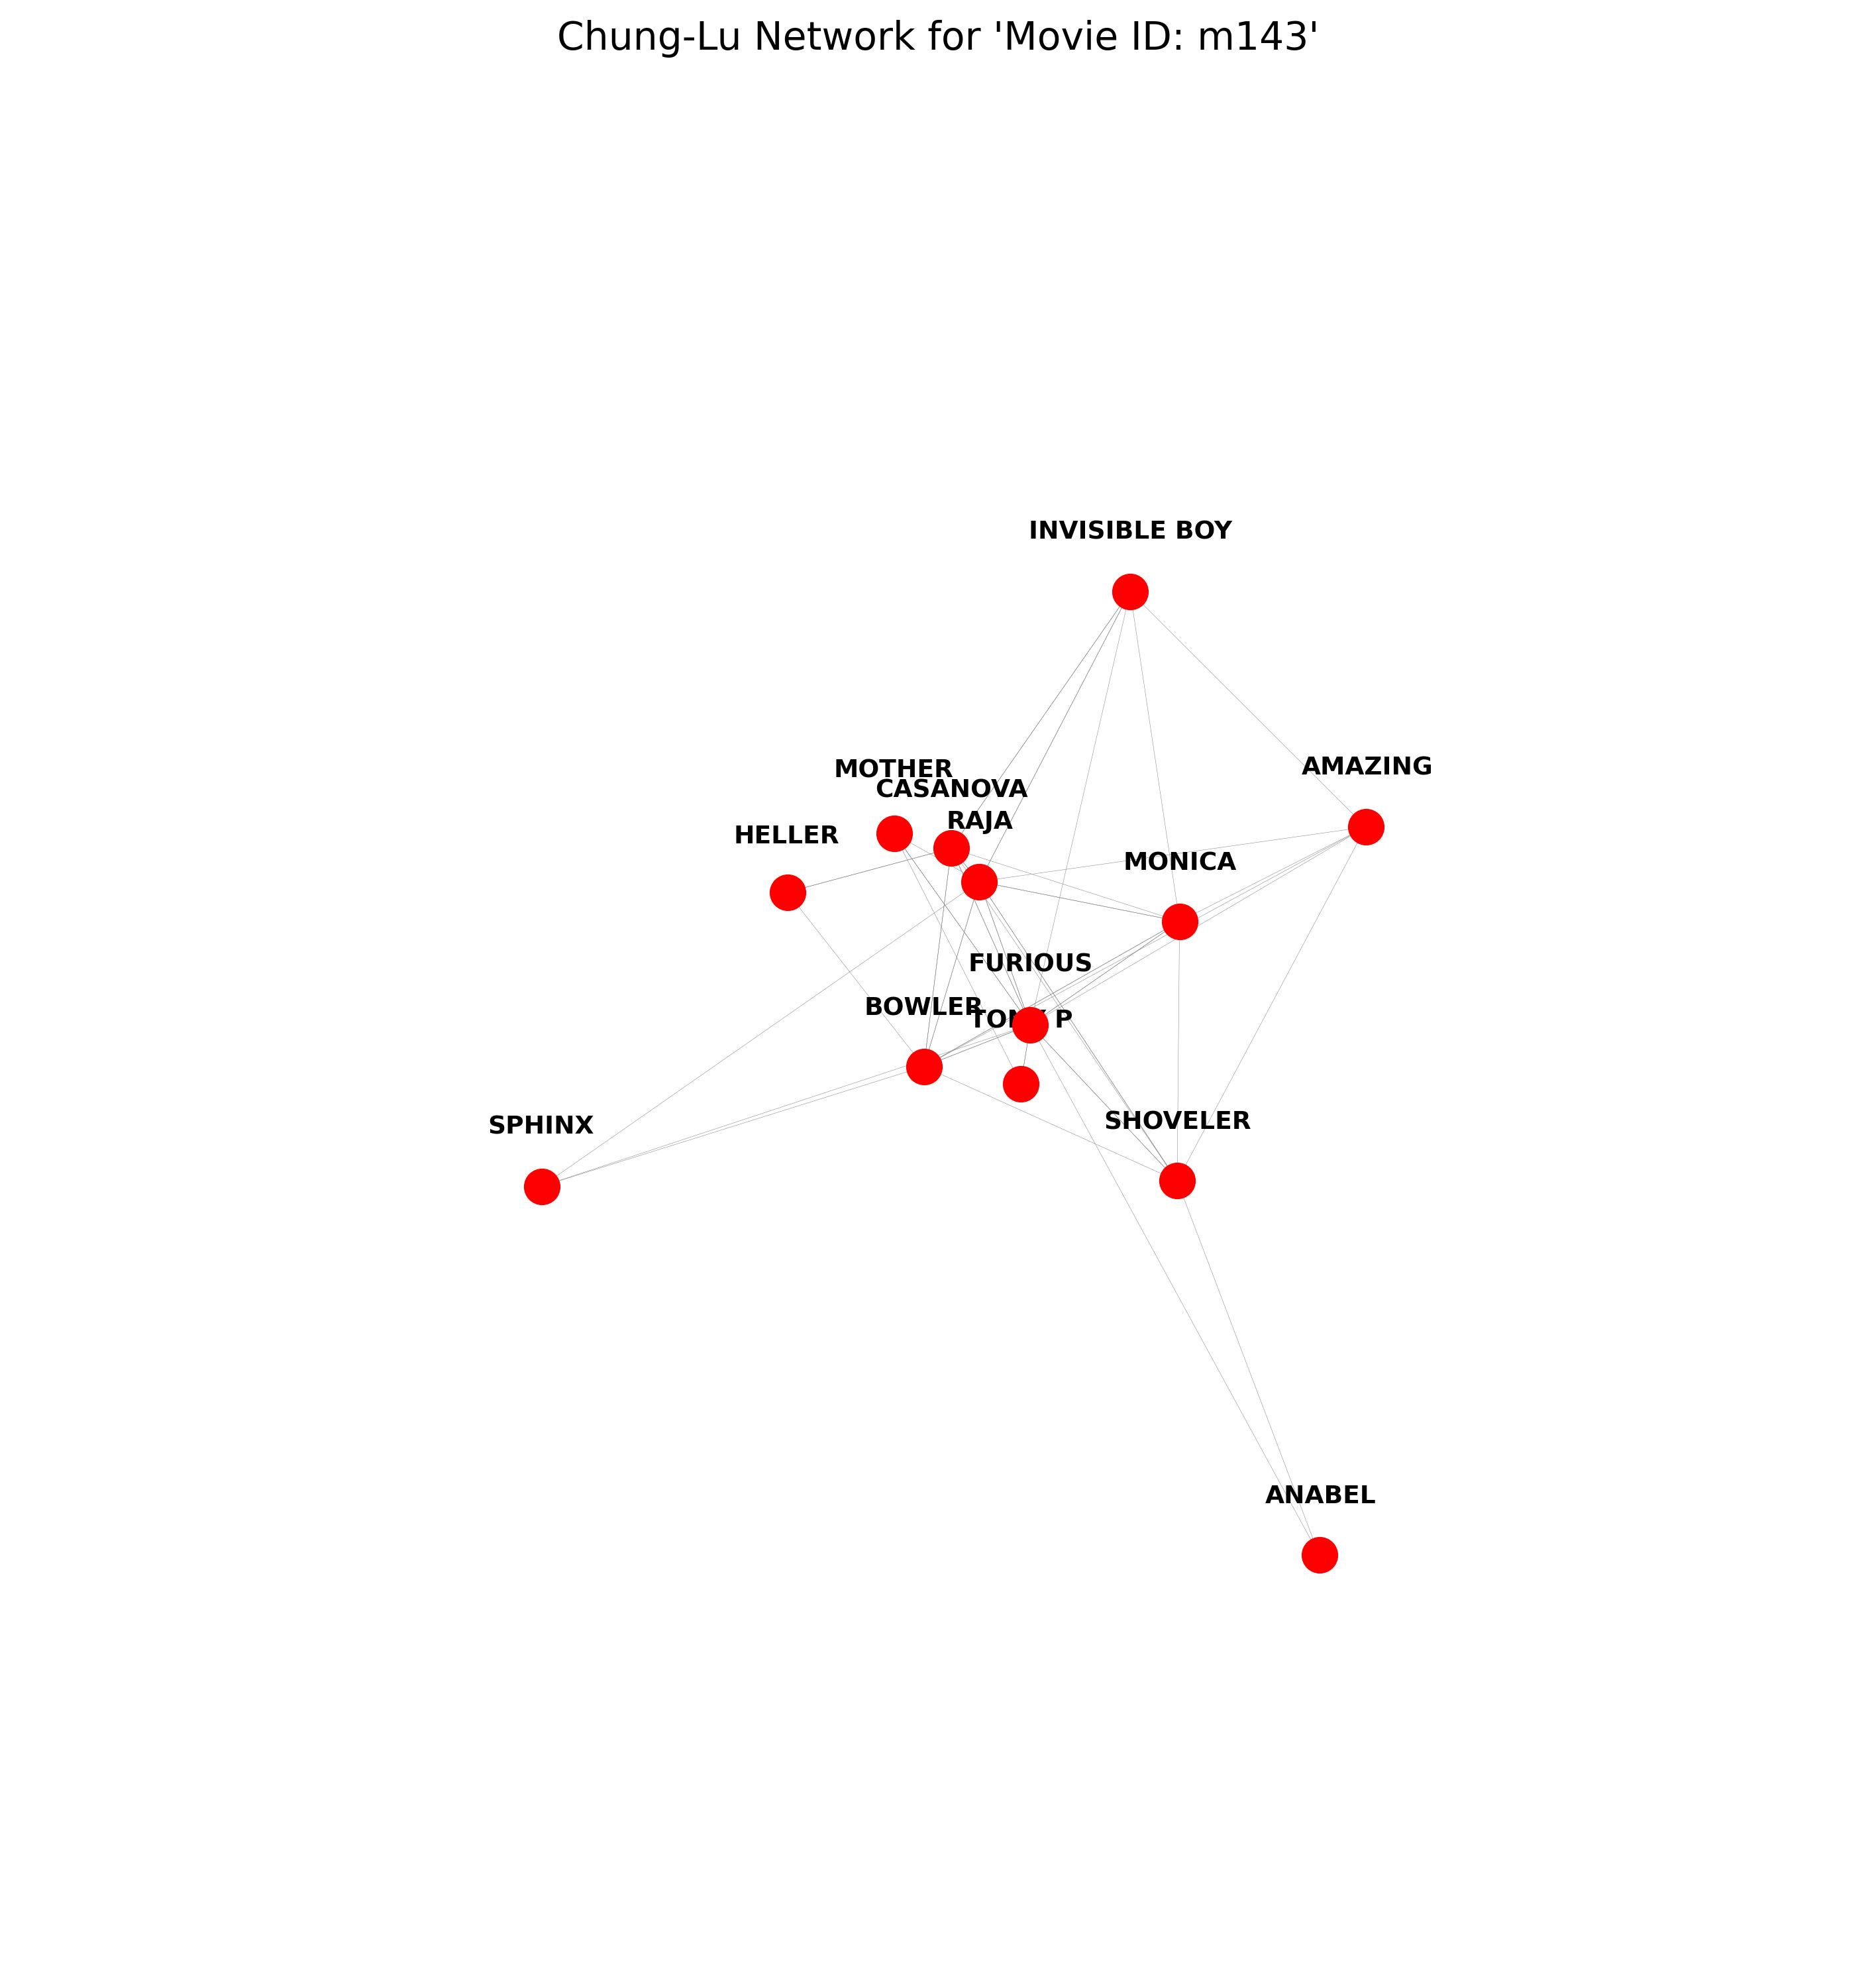 Chung-Lu Network for 'Movie ID: m143'
INVISIBLE BOY
AMAZING
MOTHER
CASANOVA
RAJA
HELLER
MONICA
FURIOUS
BOWLER
SHOVELER
SPHINX
ANABEL